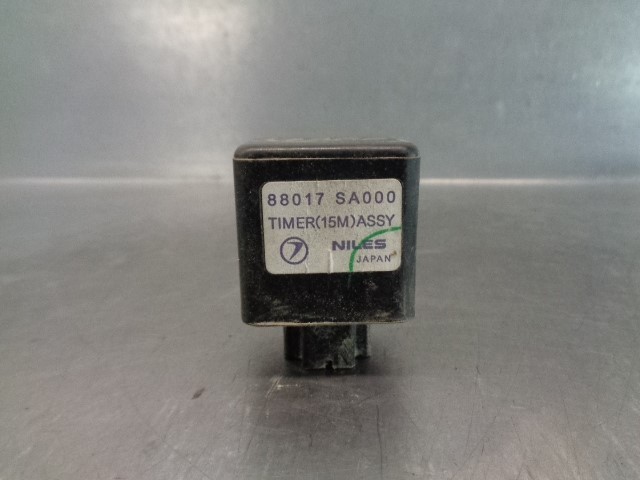 88017 SA000
TIMER(15M)ASSY
NILES
JAPAN